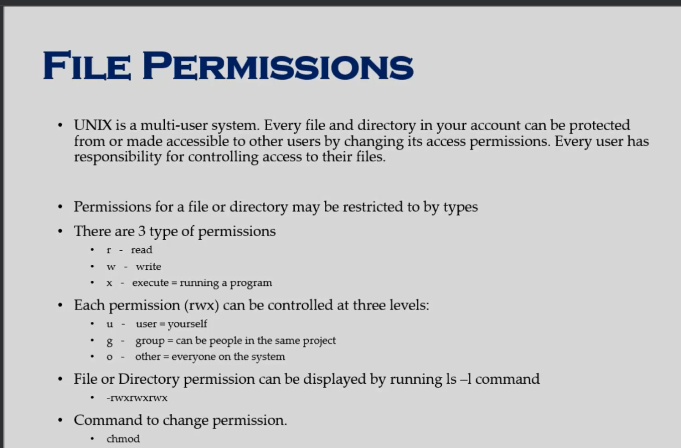 FILE PERMISSIONS
• UNIX is a multi-user system. Every file and directory in your account can be protected
from or made accessible to other users by changing its access permissions. Every user has
responsibility for controlling access to their files.
• Permissions for a file or directory may be restricted to by types
• There are 3 type of permissions
• r - read
• w - write
• x - execute = running a program
• Each permission (rwx) can be controlled at three levels:
• u - user = yourself
• g - group = can be people in the same project
• o - other = everyone on the system
• File or Directory permission can be displayed by running ls –l command
• -rwxrwxrwx
• Command to change permission.
• chmod